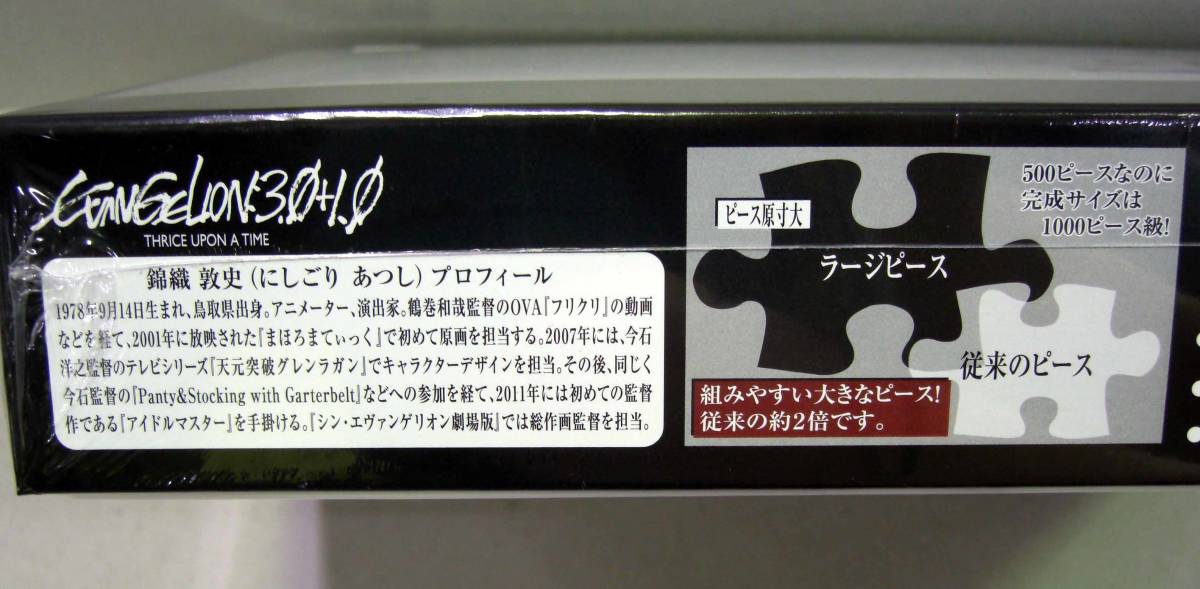 EVANGELION:3.0+1.0
THRICE UPON A TIME
錦織 敦史（にしごり あつし）プロフィール
1978年9月14日生まれ、鳥取県出身。アニメーター、演出家。鶴巻和哉監督のOVA『フリクリ』の動画
などを経て、2001年に放映された『まほろまてぃっく』で初めて原画を担当する。2007年には、今石
洋之監督のテレビシリーズ『天元突破グレンラガン』でキャラクターデザインを担当。その後、同じく
今石監督の『Panty&Stocking with Garterbelt』などへの参加を経て、2011年には初めての監督
作である『アイドルマスター』を手掛ける。『シン・エヴァンゲリオン劇場版』では総作画監督を担当。
ピース原寸大
500ピースなのに
完成サイズは
1000ピース級!
ラージピース
従来のピース
組みやすい大きなピース!
従来の約2倍です。